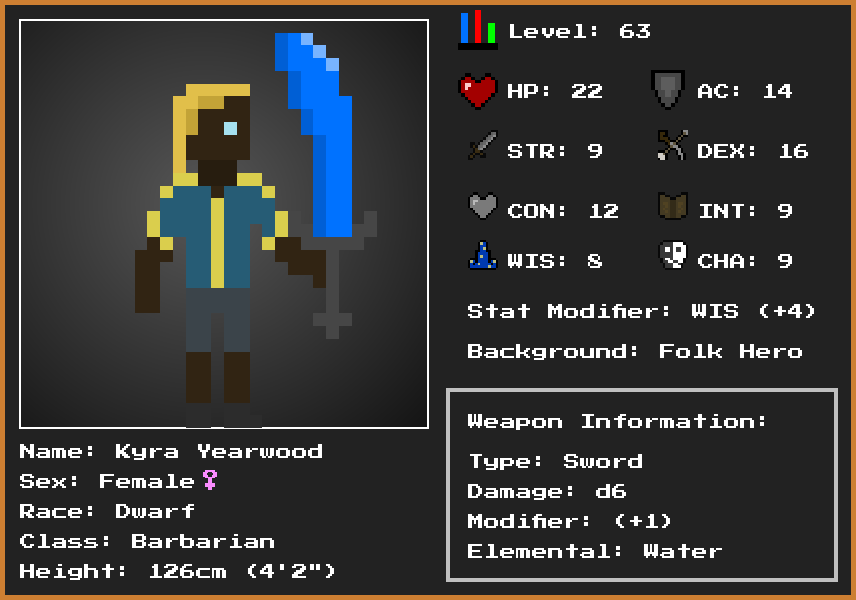 Level: 63
HP: 22
AC: 14
STR: 9
DEX: 16
CON: 12
INT: 9
WIS: 8
CHA: 9
Stat Modifier: WIS (+4)
Background: Folk Hero
Weapon Information:
Type: Sword
Damage: d6
Modifier: (+1)
Elemental: Water
Name: Kyra Yearwood
Sex: Female♀
Race: Dwarf
Class: Barbarian
Height: 126cm (4'2")